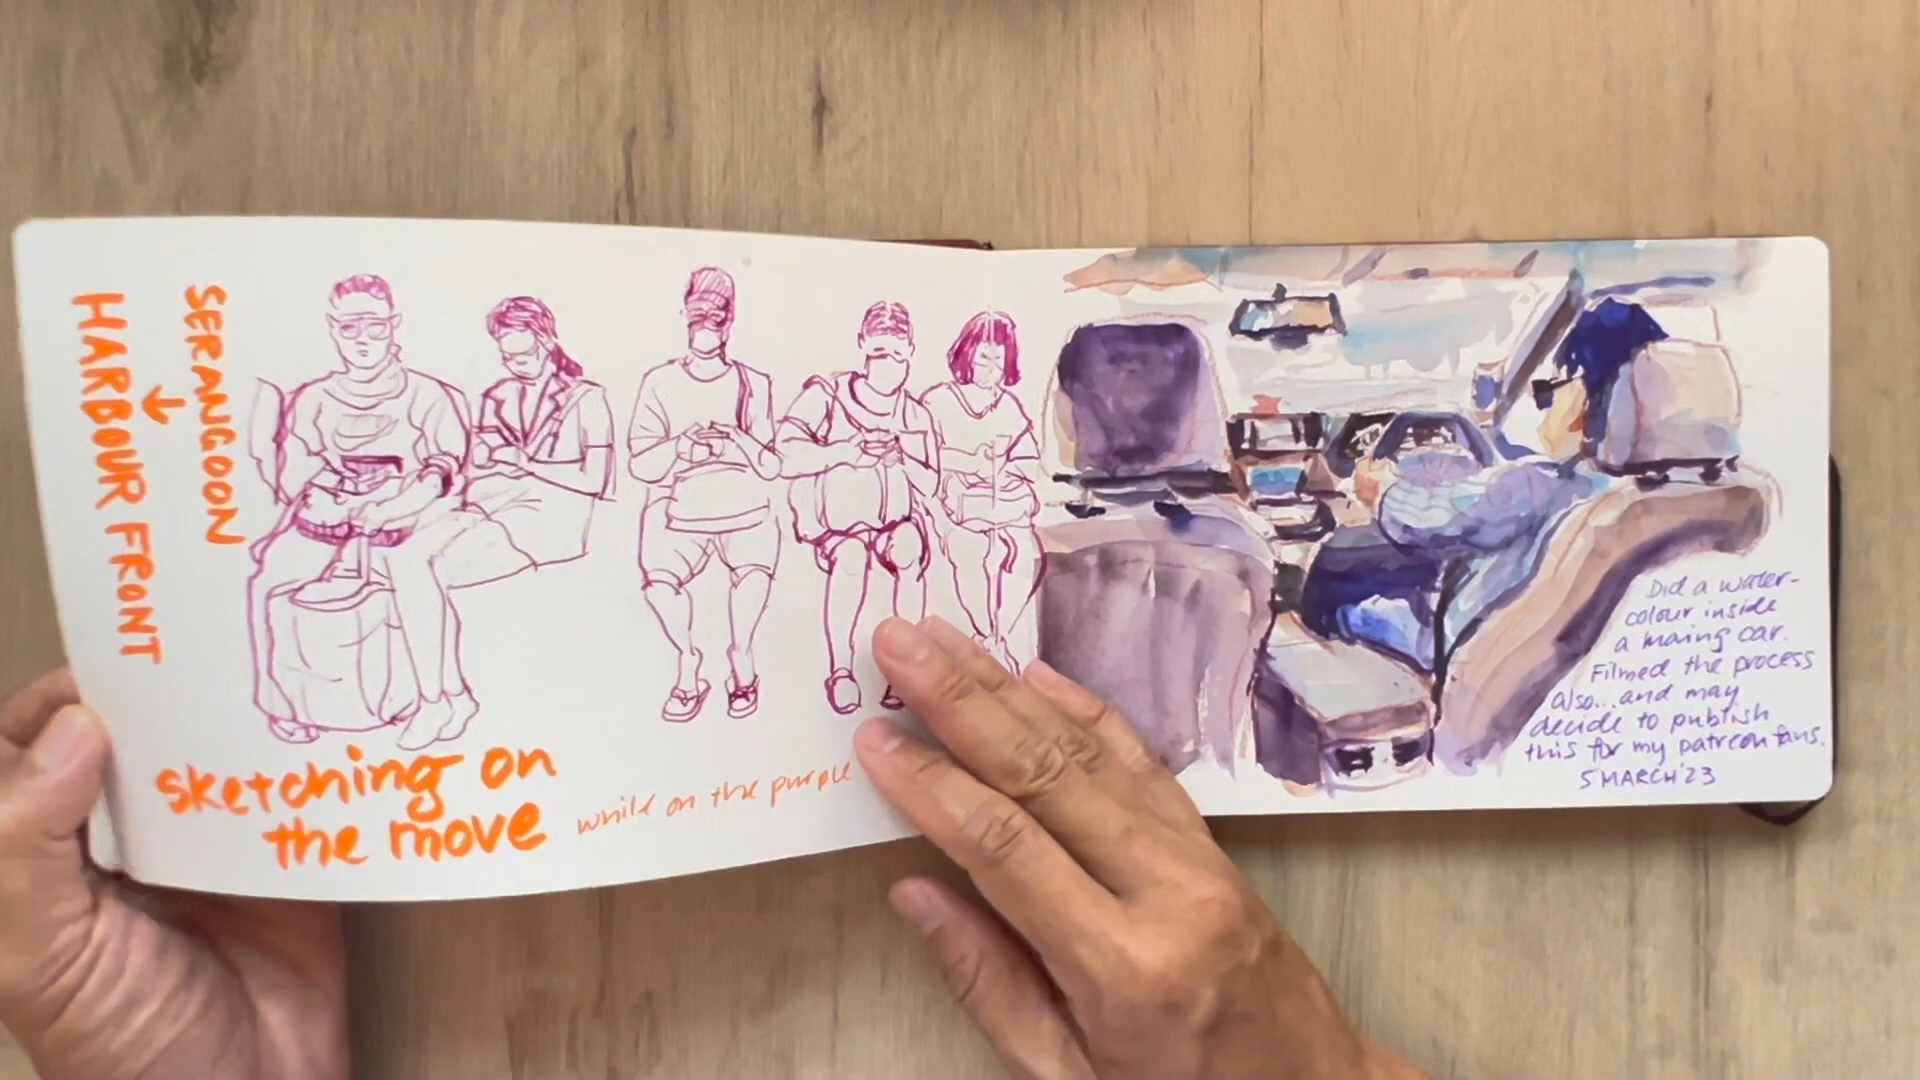 SERANGOON
HARBOUR FRONT
sketching on
the move
while on the purple
Did a water-
colour inside
a moving car.
Filmed the process
also...and may
decide to publish
this for my patreon fans.
5 MARCH'23